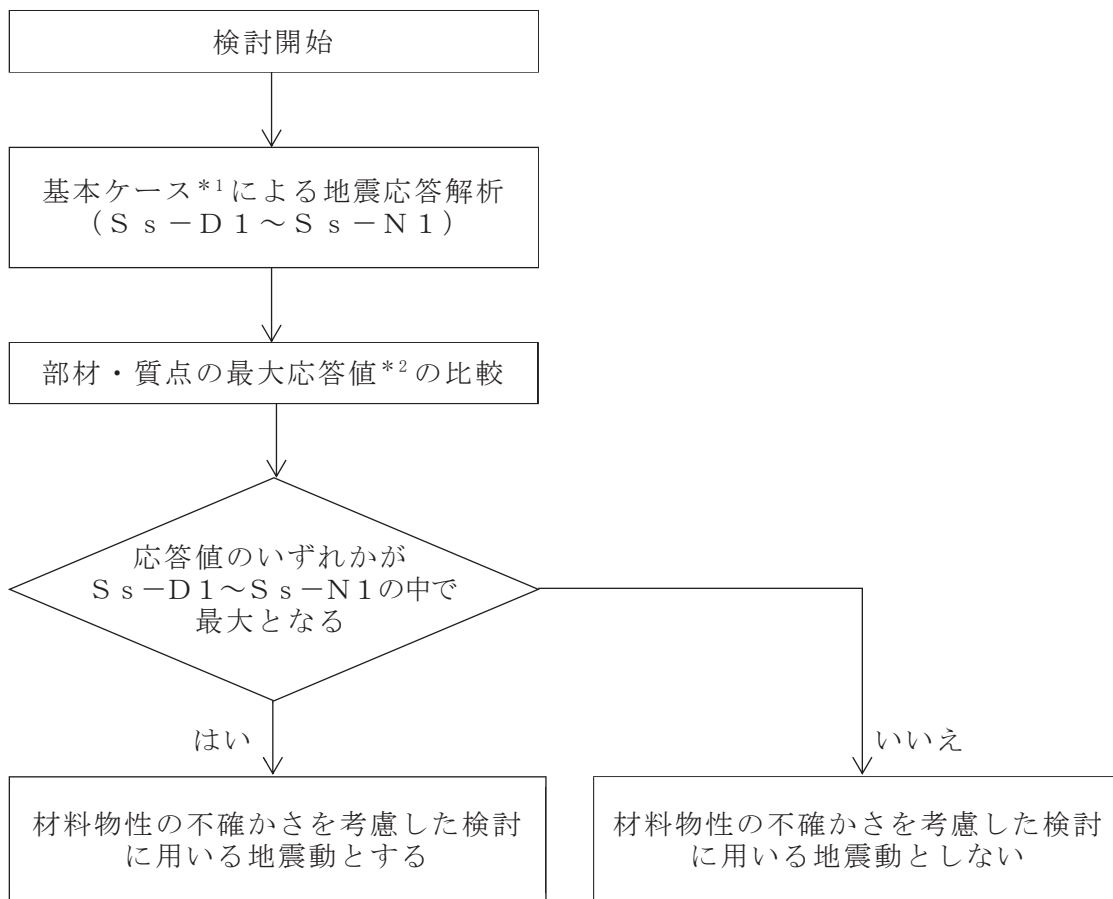 検討開始
基本ケース*1による地震応答解析
（Ｓｓ－Ｄ１～Ｓｓ－Ｎ１）
部材・質点の最大応答値*2の比較
応答値のいずれかが
Ｓｓ－Ｄ１～Ｓｓ－Ｎ１の中で
最大となる
はい
いいえ
材料物性の不確かさを考慮した検討
に用いる地震動とする
材料物性の不確かさを考慮した検討
に用いる地震動としない